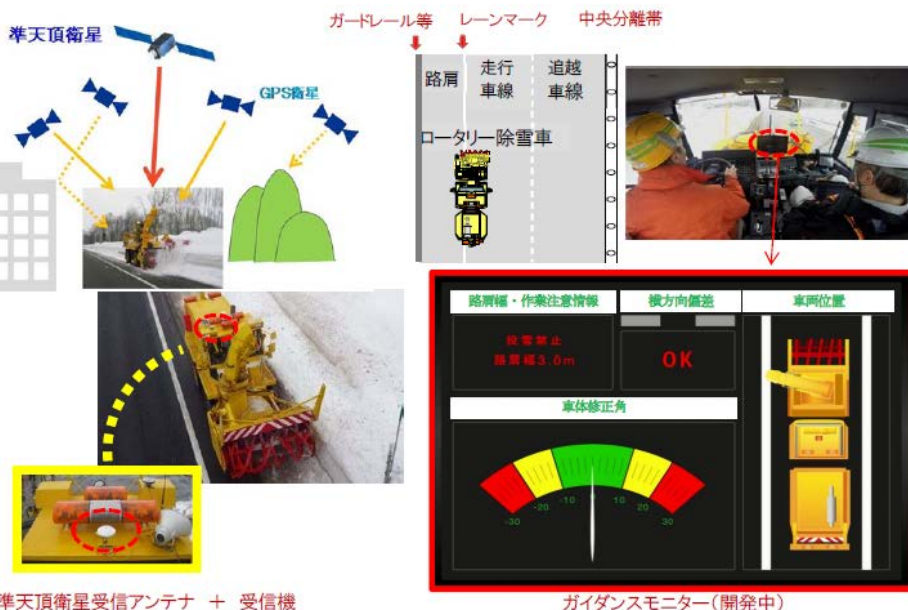 準天頂衛星
GPS衛星
ガードレール等
レーンマーク
中央分離帯
路肩
走行
車線
追越
車線
ロータリー除雪車
路肩幅・作業注意情報
横方向偏差
車両位置
投雪禁止
路肩幅3.0m
OK
車体修正角
-30
-20
-10
10
20
30
準天頂衛星受信アンテナ ＋ 受信機
ガイダンスモニター(開発中)